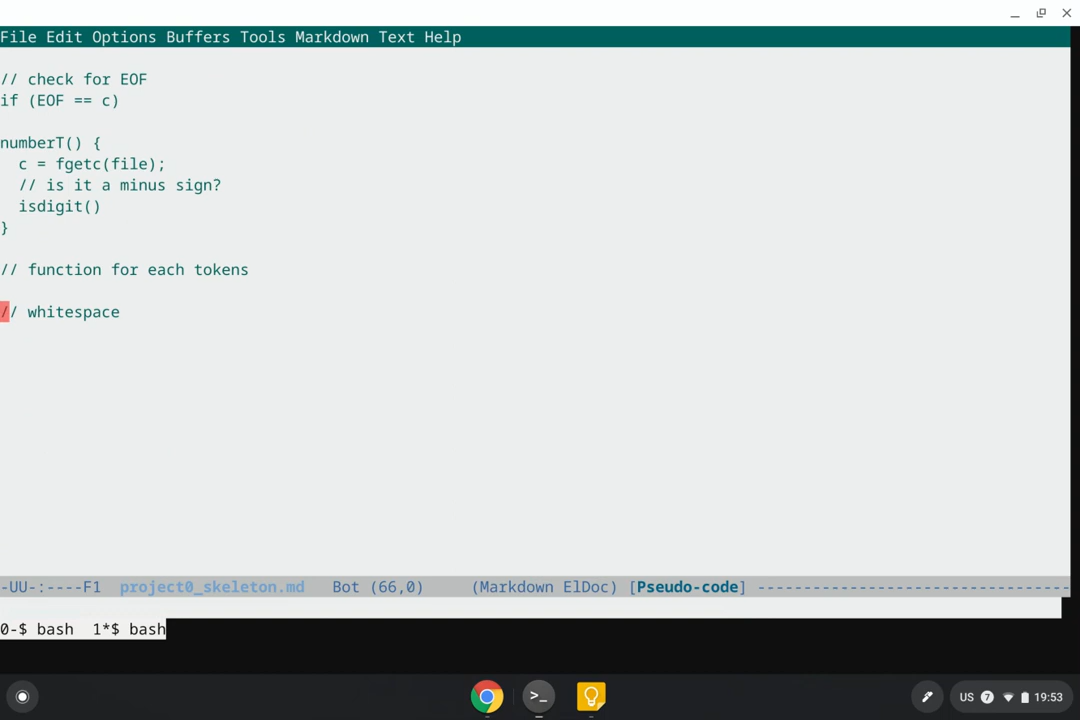 File Edit Options Buffers Tools Markdown Text Help
// check for EOF
if (EOF == c)
numberT() {
  c = fgetc(file);
  // is it a minus sign?
  isdigit()
}
// function for each tokens
// whitespace
-UU-:----F1  project0_skeleton.md   Bot (66,0)     (Markdown ElDoc) [Pseudo-code] ----------------------------------
0-$ bash  1*$ bash
>_
US 7 19:53